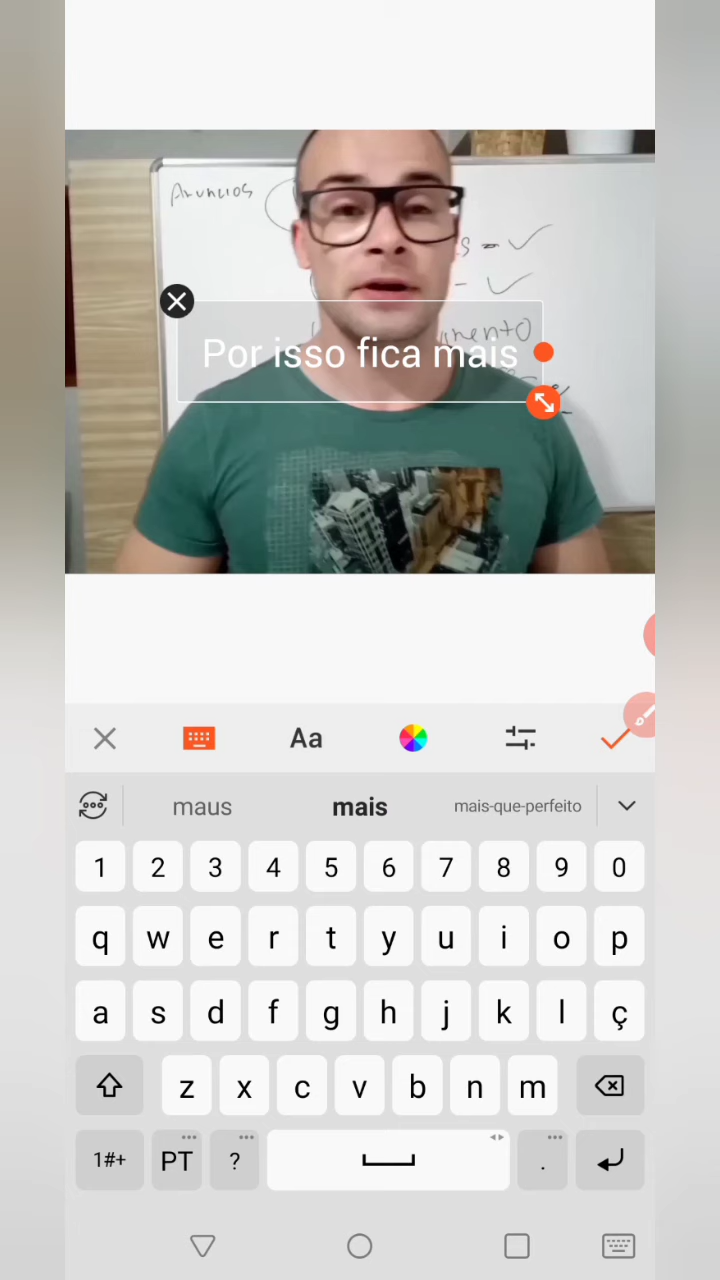 Anuncios
Por isso fica mais
Aa
maus mais mais-que-perfeito
1 2 3 4 5 6 7 8 9 0
q w e r t y u i o p
a s d f g h j k l ç
z x c v b n m
1#+ PT ? .